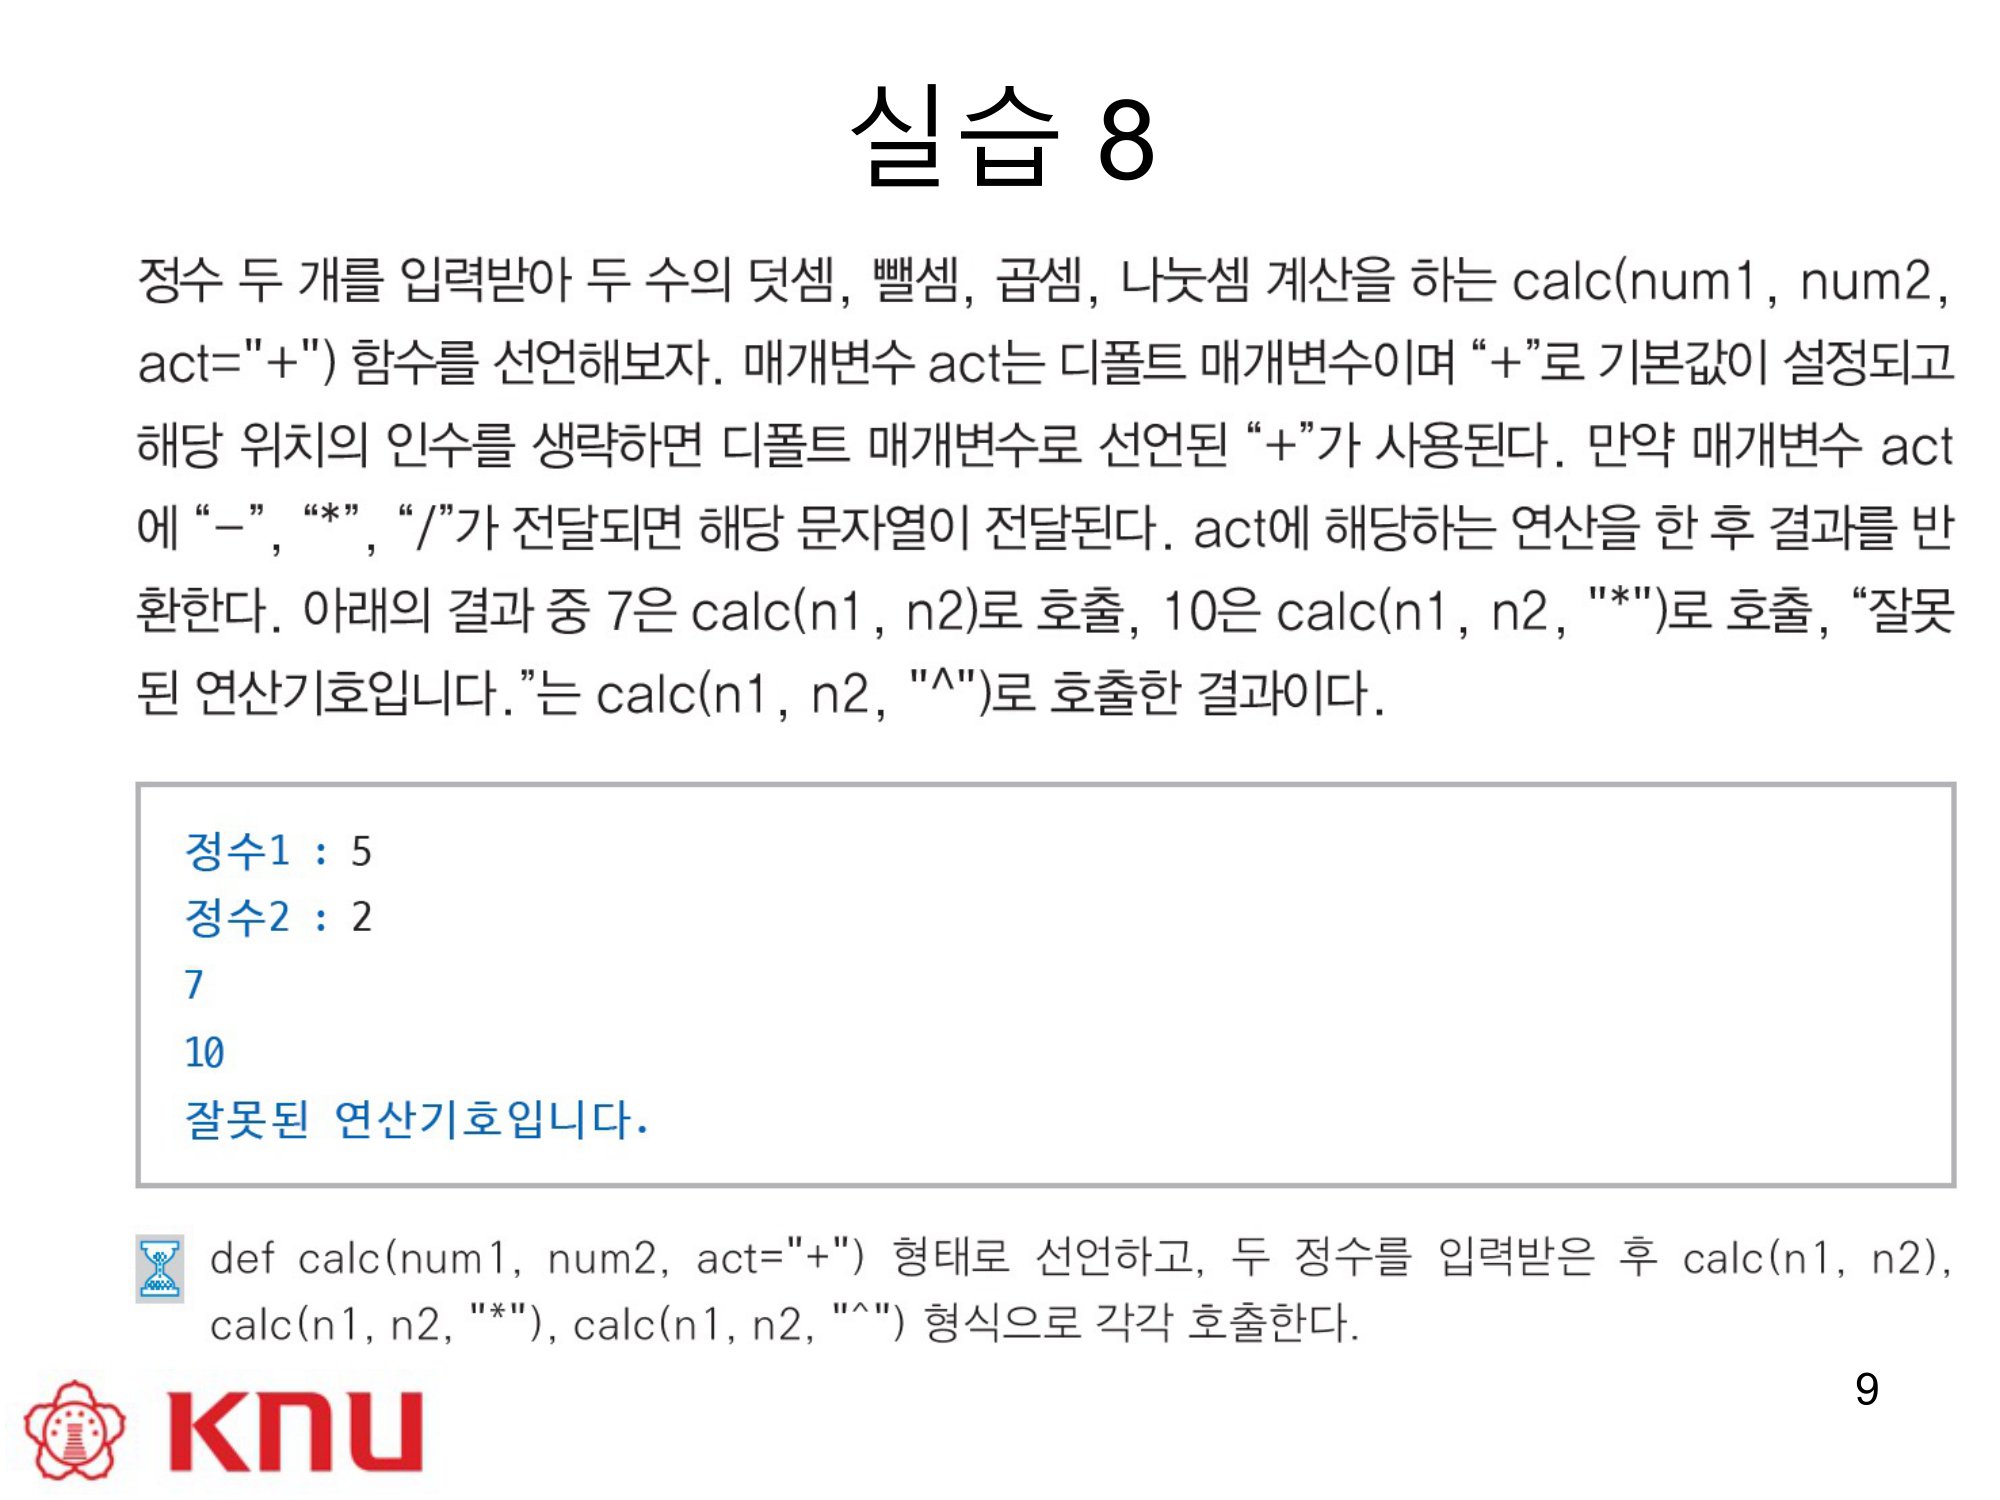 실습 8
정수 두 개를 입력받아 두 수의 덧셈, 뺄셈, 곱셈, 나눗셈 계산을 하는 calc(num1, num2,
act="+") 함수를 선언해보자. 매개변수 act는 디폴트 매개변수이며 “+”로 기본값이 설정되고
해당 위치의 인수를 생략하면 디폴트 매개변수로 선언된 “+”가 사용된다. 만약 매개변수 act
에 “-”, “*”, “/”가 전달되면 해당 문자열이 전달된다. act에 해당하는 연산을 한 후 결과를 반
환한다. 아래의 결과 중 7은 calc(n1, n2)로 호출, 10은 calc(n1, n2, "*")로 호출, “잘못
된 연산기호입니다.”는 calc(n1, n2, "^")로 호출한 결과이다.
정수1 : 5
정수2 : 2
7
10
잘못된 연산기호입니다.
def calc(num1, num2, act="+") 형태로 선언하고, 두 정수를 입력받은 후 calc(n1, n2),
calc(n1, n2, "*"), calc(n1, n2, "^") 형식으로 각각 호출한다.
9
KNU